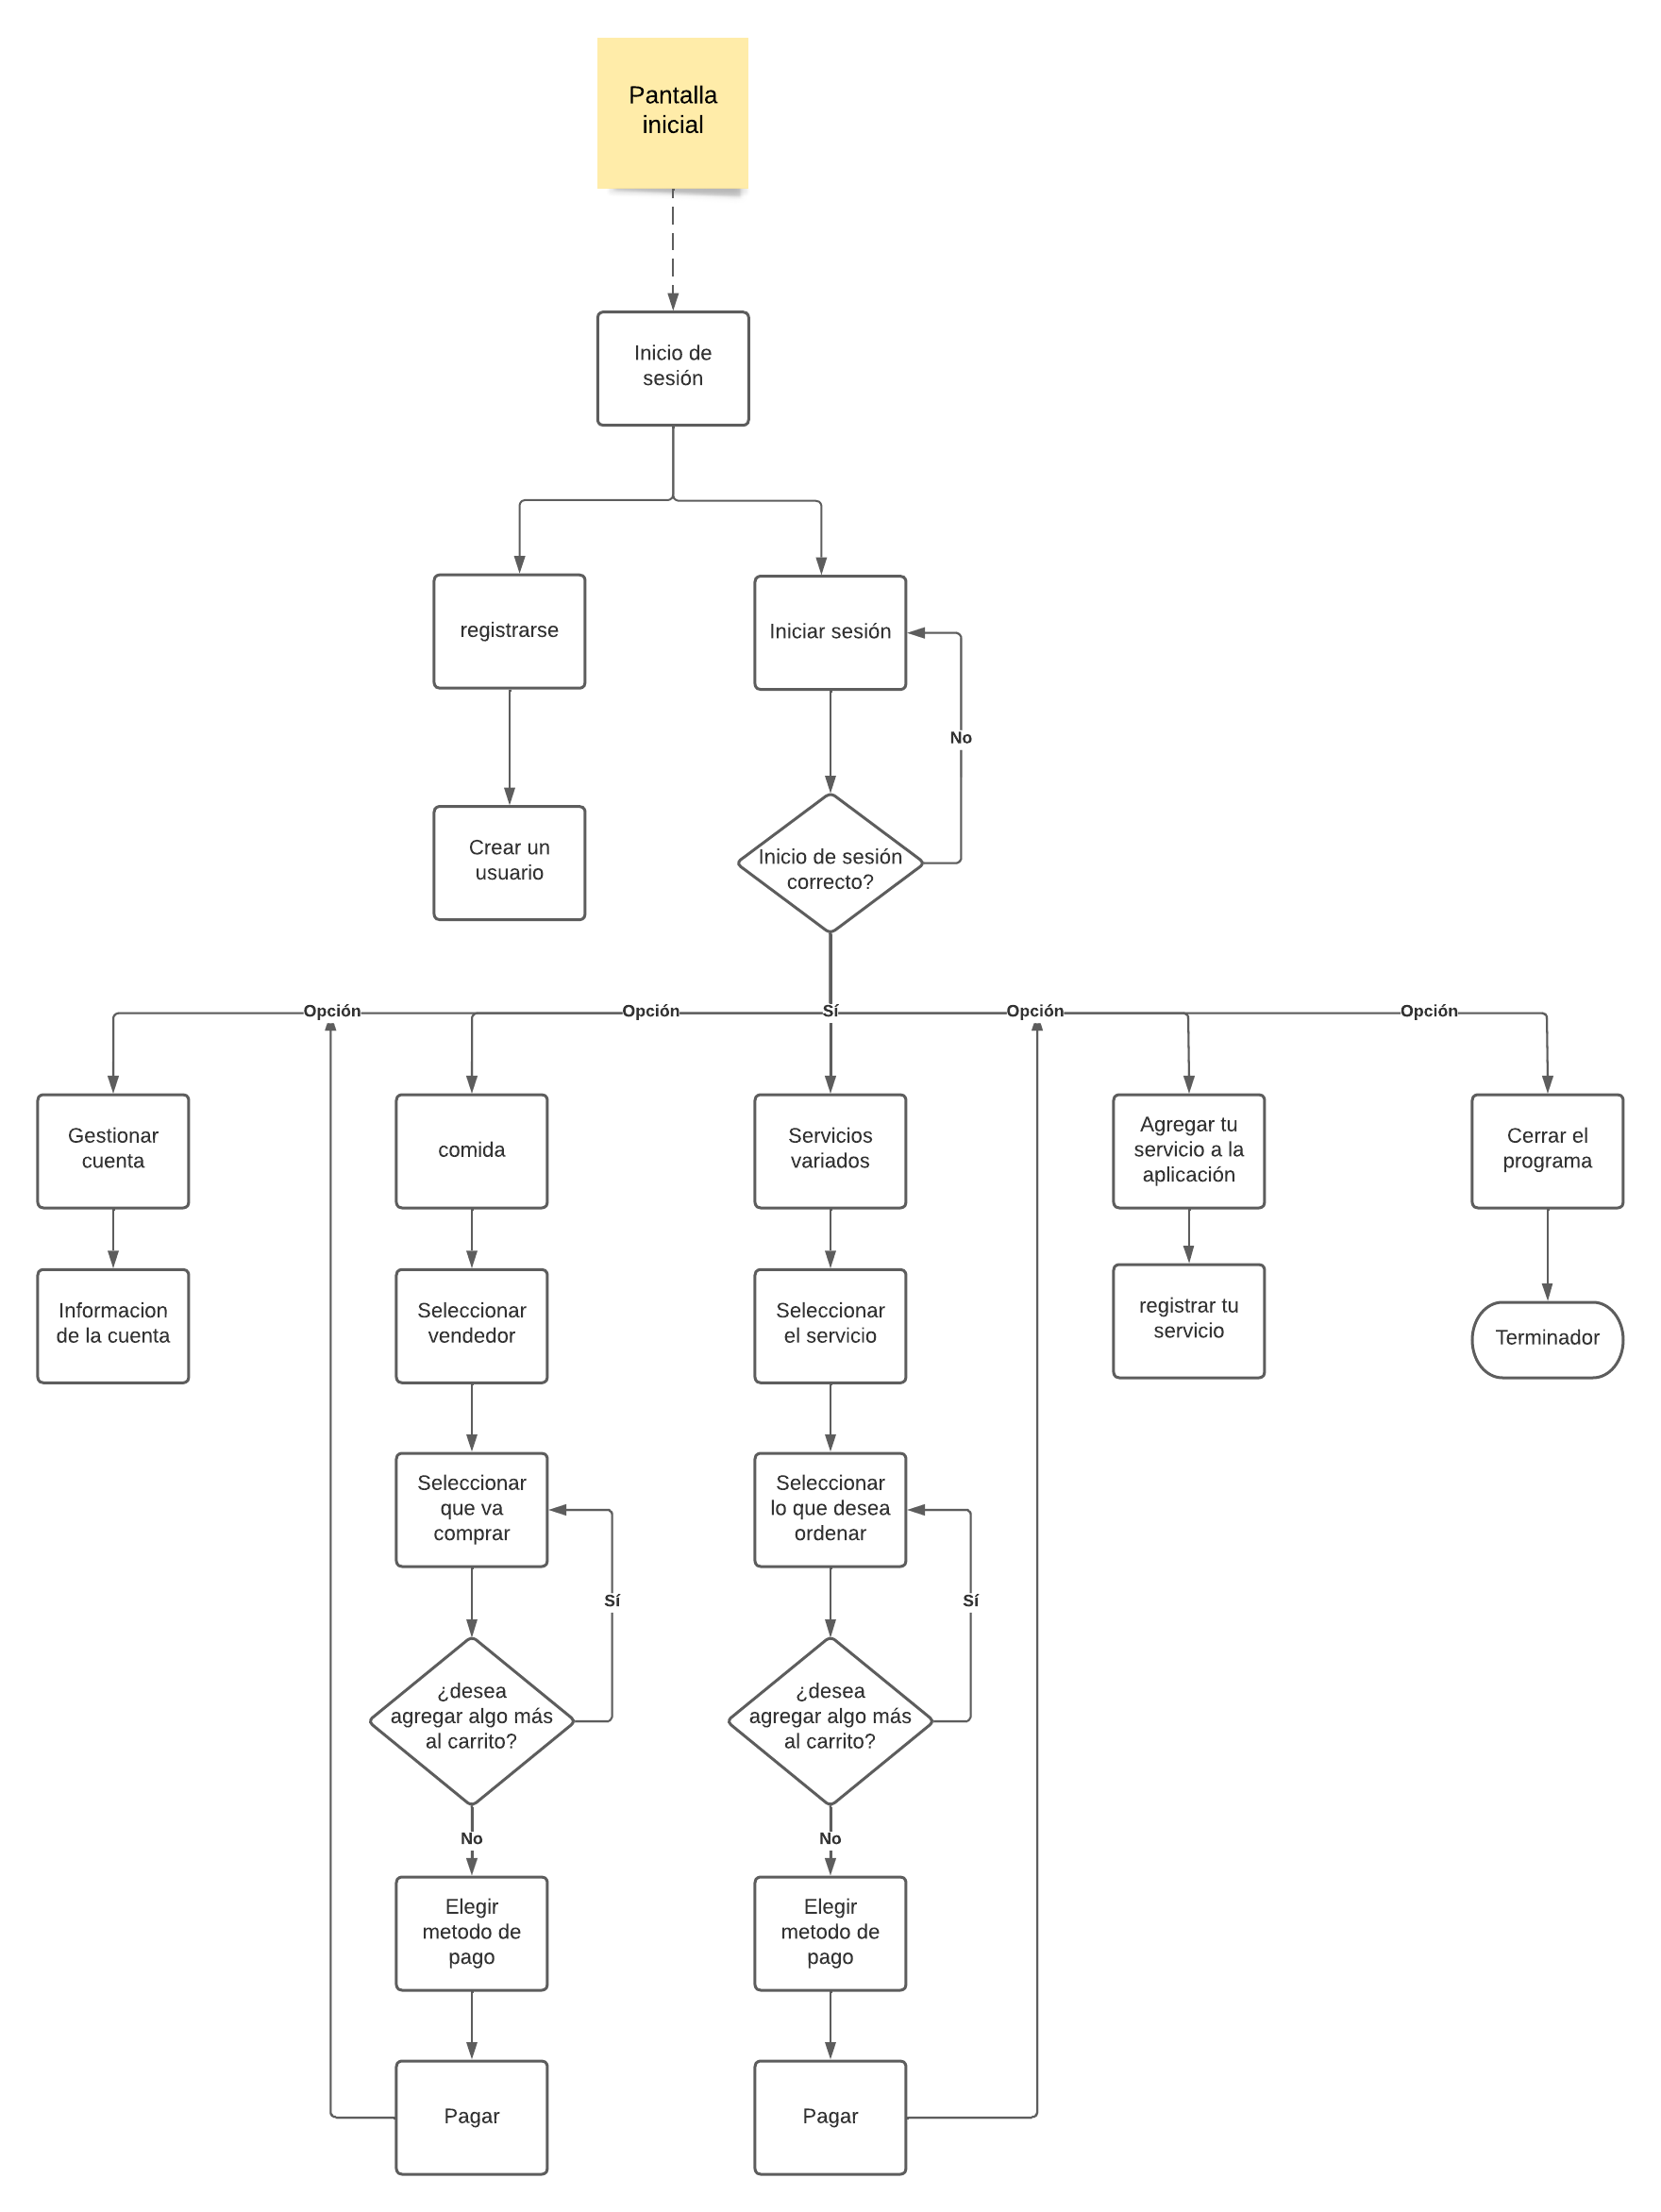 Pantalla
inicial
Inicio de
sesión
registrarse
Iniciar sesión
No
Crear un
usuario
Inicio de sesión
correcto?
Opción
Opción
Sí
Opción
Opción
Gestionar
cuenta
comida
Servicios
variados
Agregar tu
servicio a la
aplicación
Cerrar el
programa
Informacion
de la cuenta
Seleccionar
vendedor
Seleccionar
el servicio
registrar tu
servicio
Terminador
Seleccionar
que va
comprar
Seleccionar
lo que desea
ordenar
Sí
Sí
¿desea
agregar algo más
al carrito?
¿desea
agregar algo más
al carrito?
No
No
Elegir
metodo de
pago
Elegir
metodo de
pago
Pagar
Pagar